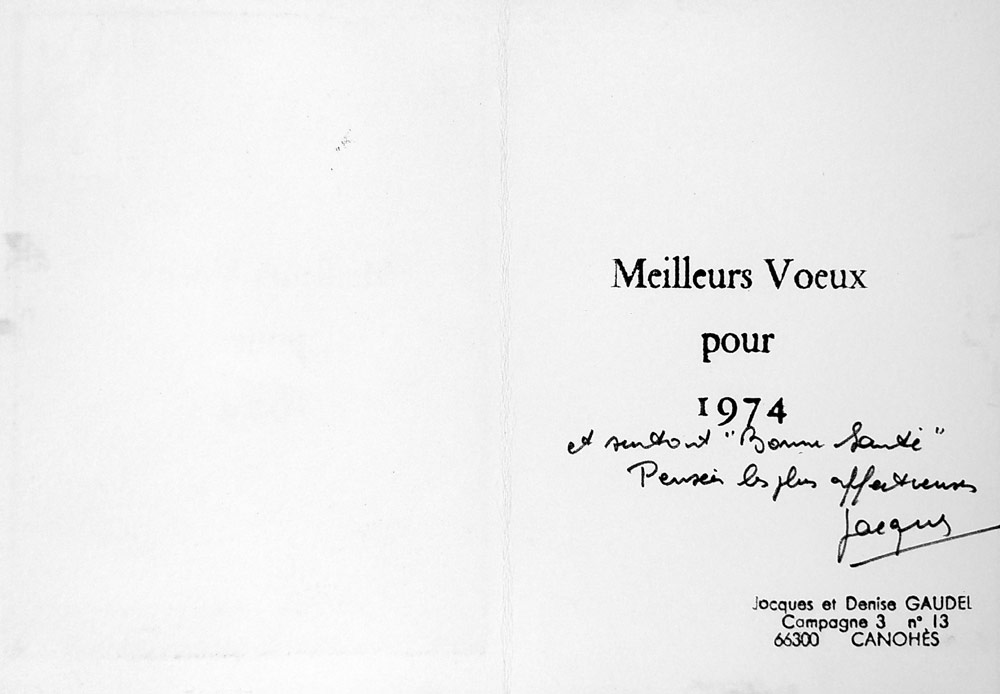 Meilleurs Voeux
pour
1974
et surtout "Bonne Santé"
Pensées les plus affectueuses
Jacques
Jacques et Denise GAUDEL
Campagne 3 n° 13
66300 CANOHÈS